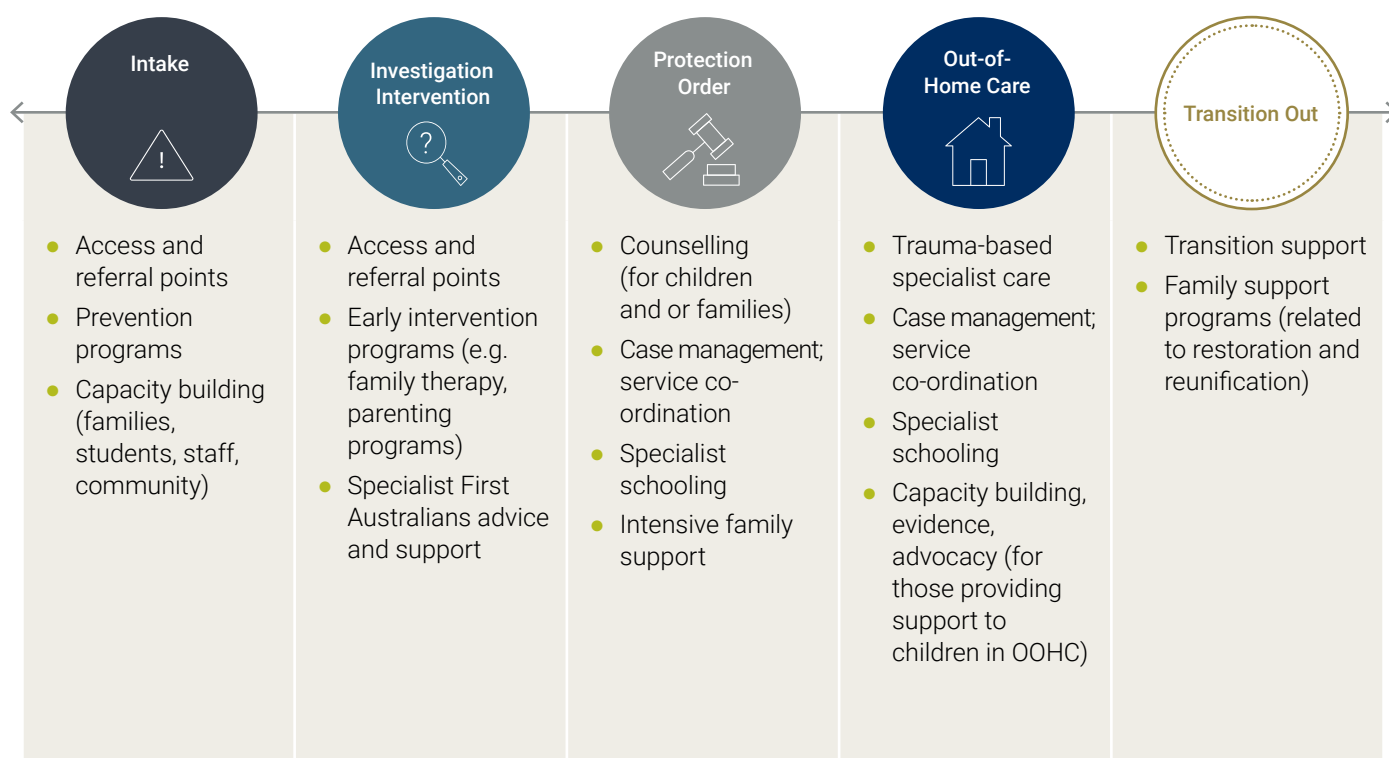 Intake
!
Access and
referral points
Prevention
programs
Capacity building
(families,
students, staff,
community)
Investigation
Intervention
?
Access and
referral points
Early intervention
programs (e.g.
family therapy,
parenting
programs)
Specialist First
Australians advice
and support
Protection
Order
Counselling
(for children
and or families)
Case management;
service co-
ordination
Specialist
schooling
Intensive family
support
Out-of-
Home Care
Trauma-based
specialist care
Case management;
service
co-ordination
Specialist
schooling
Capacity building,
evidence,
advocacy (for
those providing
support to
children in OOHC)
Transition Out
Transition support
Family support
programs (related
to restoration and
reunification)